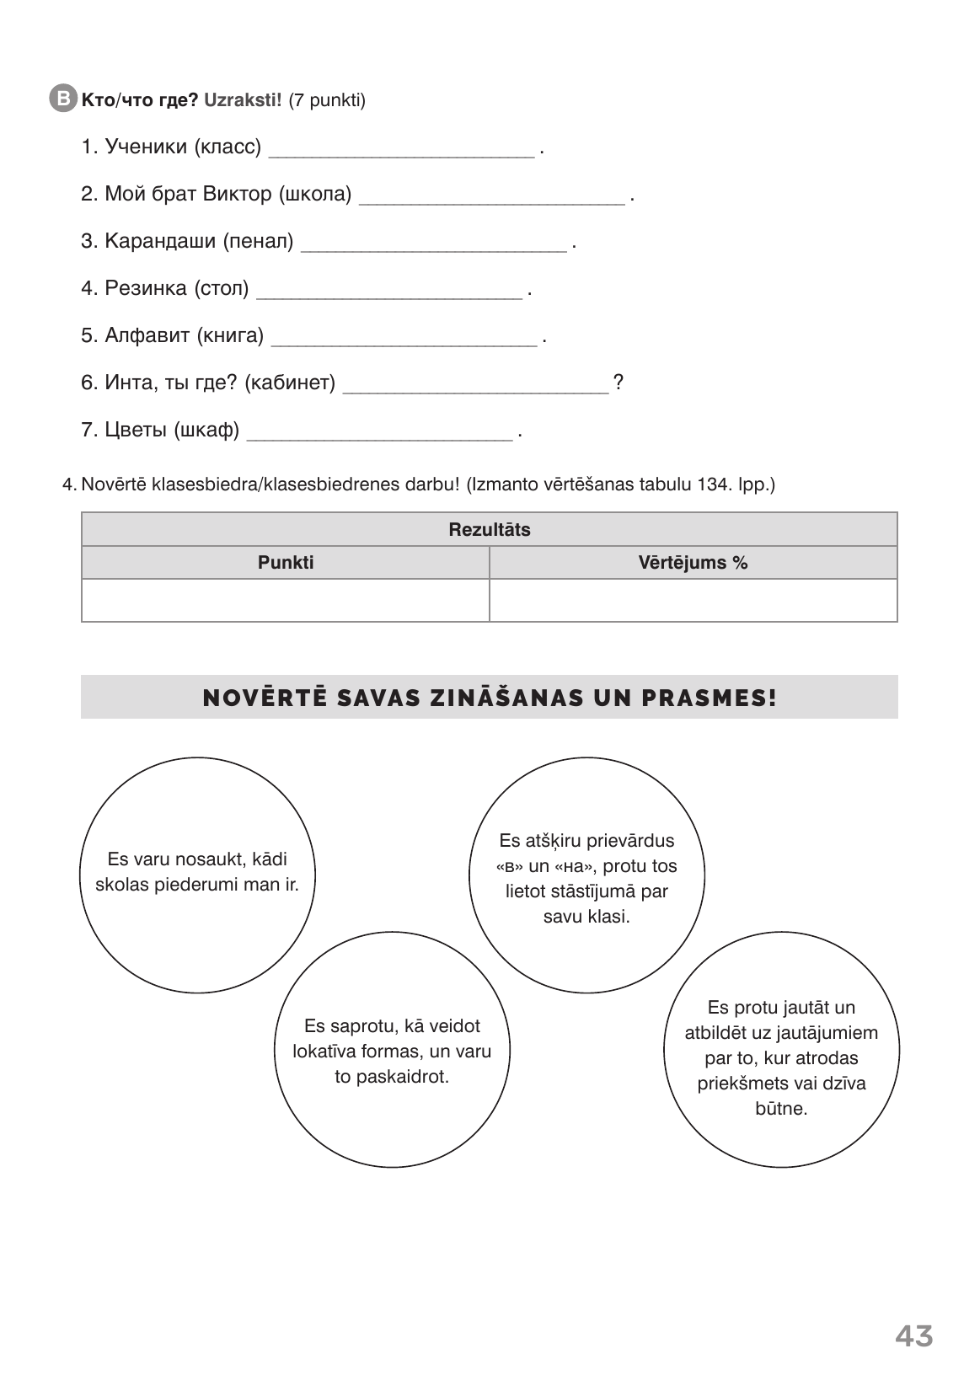 B Кто/что где? Uzraksti! (7 punkti)
1. Ученики (класс) ______________________ .
2. Мой брат Виктор (школа) ______________________ .
3. Карандаши (пенал) ______________________ .
4. Резинка (стол) ______________________ .
5. Алфавит (книга) ______________________ .
6. Инта, ты где? (кабинет) ______________________ ?
7. Цветы (шкаф) ______________________ .
4. Novērtē klasesbiedra/klasesbiedrenes darbu! (Izmanto vērtēšanas tabulu 134. lpp.)
Rezultāts
Punkti Vērtējums %
NOVĒRTĒ SAVAS ZINĀŠANAS UN PRASMES!
Es varu nosaukt, kādi
skolas piederumi man ir.
Es atšķiru prievārdus
«в» un «на», protu tos
lietot stāstījumā par
savu klasi.
Es saprotu, kā veidot
lokatīva formas, un varu
to paskaidrot.
Es protu jautāt un
atbildēt uz jautājumiem
par to, kur atrodas
priekšmets vai dzīva
būtne.
43